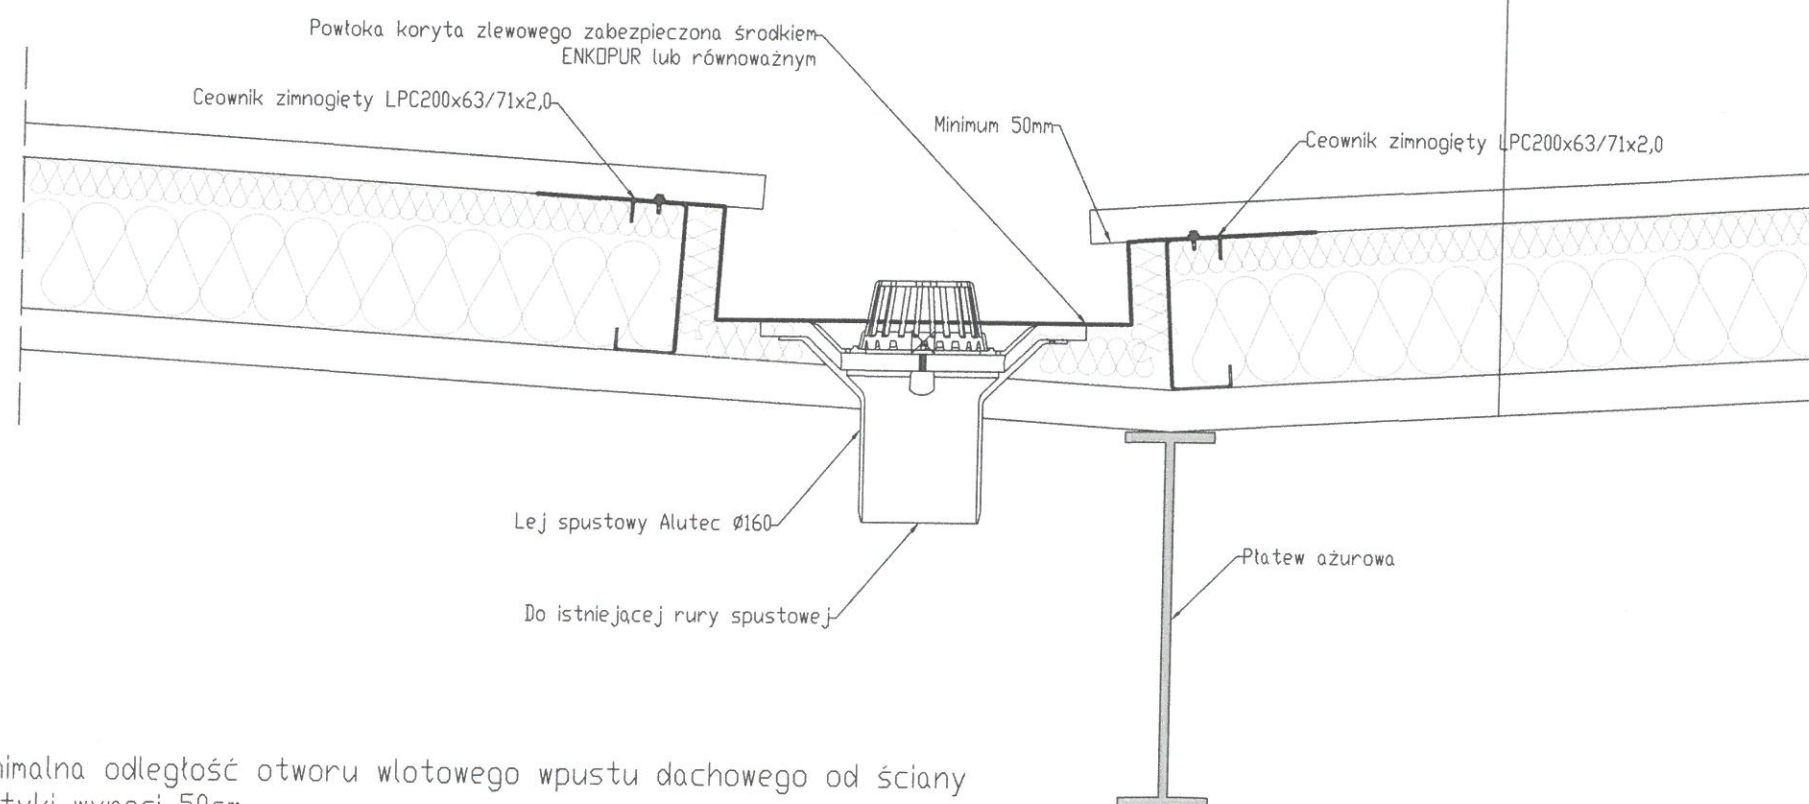 Powłoka koryta zlewowego zabezpieczona środkiem
ENKOPUR lub równoważnym
Ceownik zimnogięty LPC200x63/71x2,0
Minimum 50mm
Ceownik zimnogięty LPC200x63/71x2,0
Lej spustowy Alutec Ø160
Do istniejącej rury spustowej
Płatew ażurowa
nimalna odległość otworu wlotowego wpustu dachowego od ściany